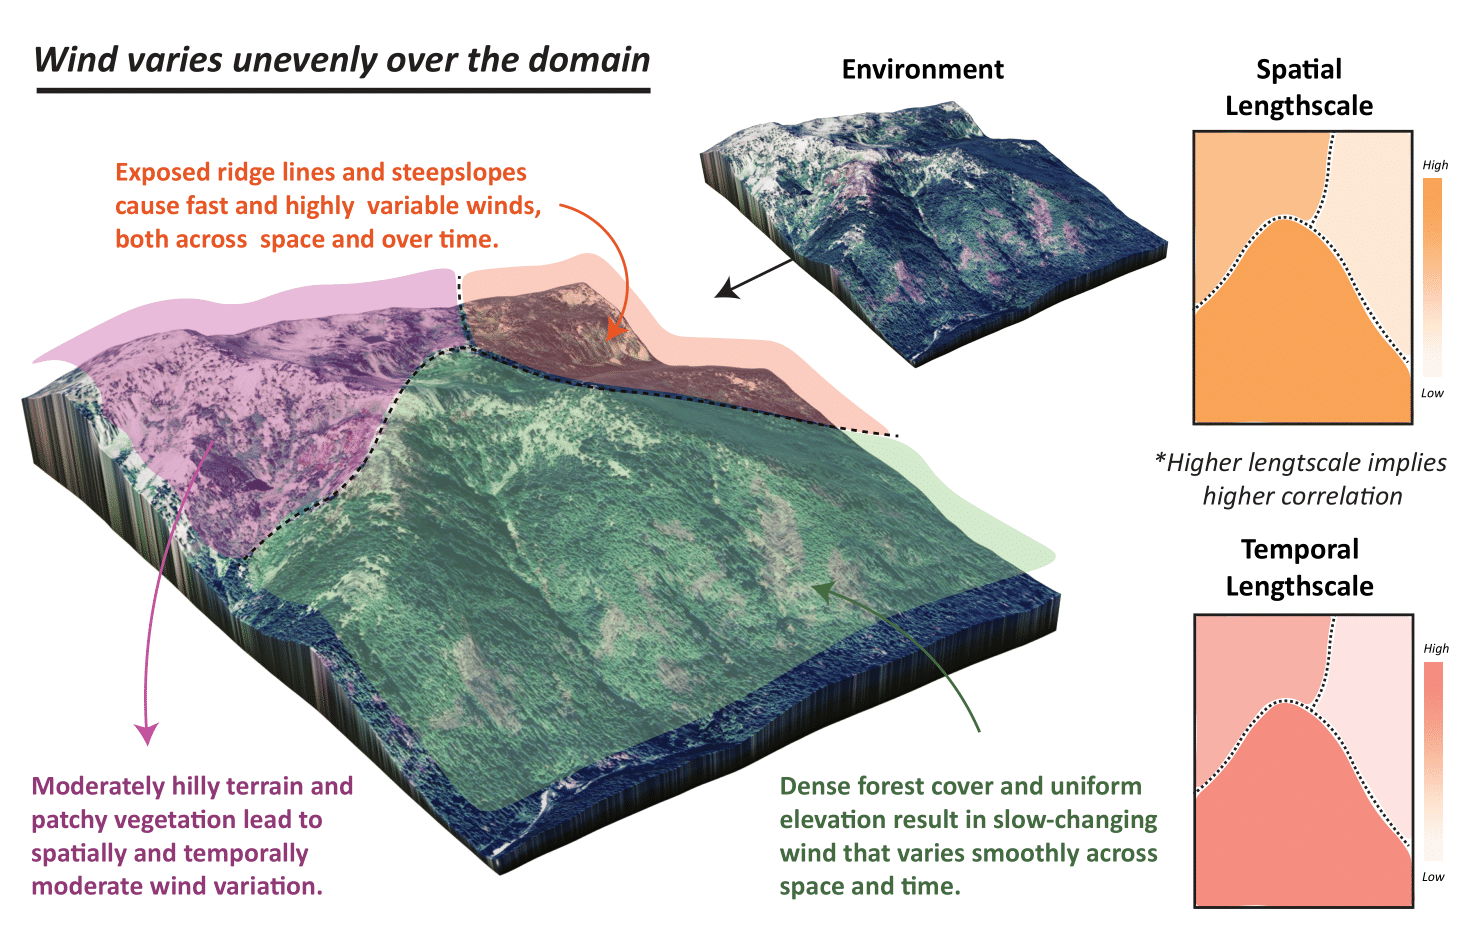 Wind varies unevenly over the domain
Environment
Spatial
Lengthscale
Exposed ridge lines and steepslopes
cause fast and highly  variable winds,
both across  space and over time.
High
Low
*Higher lengtscale implies
higher correlation
Temporal
Lengthscale
High
Low
Moderately hilly terrain and
patchy vegetation lead to
spatially and temporally
moderate wind variation.
Dense forest cover and uniform
elevation result in slow-changing
wind that varies smoothly across
space and time.